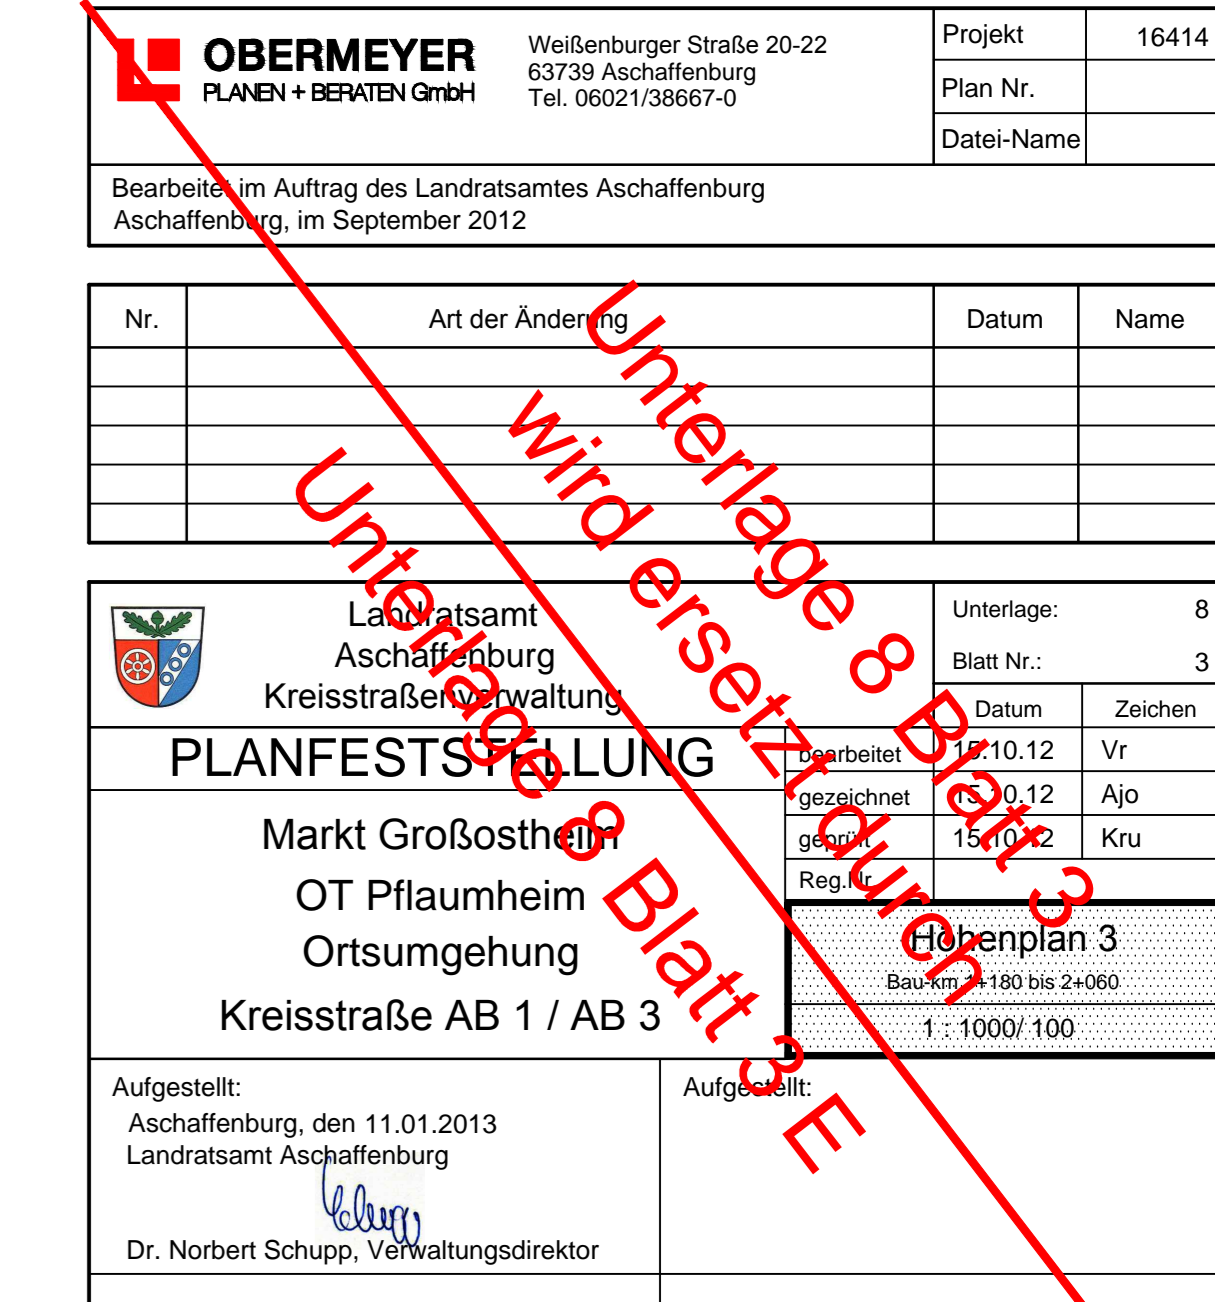 OBERMEYER
PLANEN + BERATEN GmbH
Weißenburger Straße 20-22
63739 Aschaffenburg
Tel. 06021/38667-0
Projekt 16414
Plan Nr.
Datei-Name
Bearbeitet im Auftrag des Landratsamtes Aschaffenburg
Aschaffenburg, im September 2012
Nr. Art der Änderung Datum Name
Unterlage 8 Blatt 3
wird ersetzt durch
Unterlage 8 Blatt 3 E
Landratsamt
Aschaffenburg
Kreisstraßenverwaltung
Unterlage: 8
Blatt Nr.: 3
Datum Zeichen
PLANFESTSTELLUNG
bearbeitet 15.10.12 Vr
gezeichnet 15.10.12 Ajo
geprüft 15.10.12 Kru
Reg.Nr.
Markt Großostheim
OT Pflaumheim
Ortsumgehung
Kreisstraße AB 1 / AB 3
Höhenplan 3
Bau-km 1+180 bis 2+060
1 : 1000/ 100
Aufgestellt:
Aschaffenburg, den 11.01.2013
Landratsamt Aschaffenburg
Dr. Norbert Schupp, Verwaltungsdirektor
Aufgestellt: